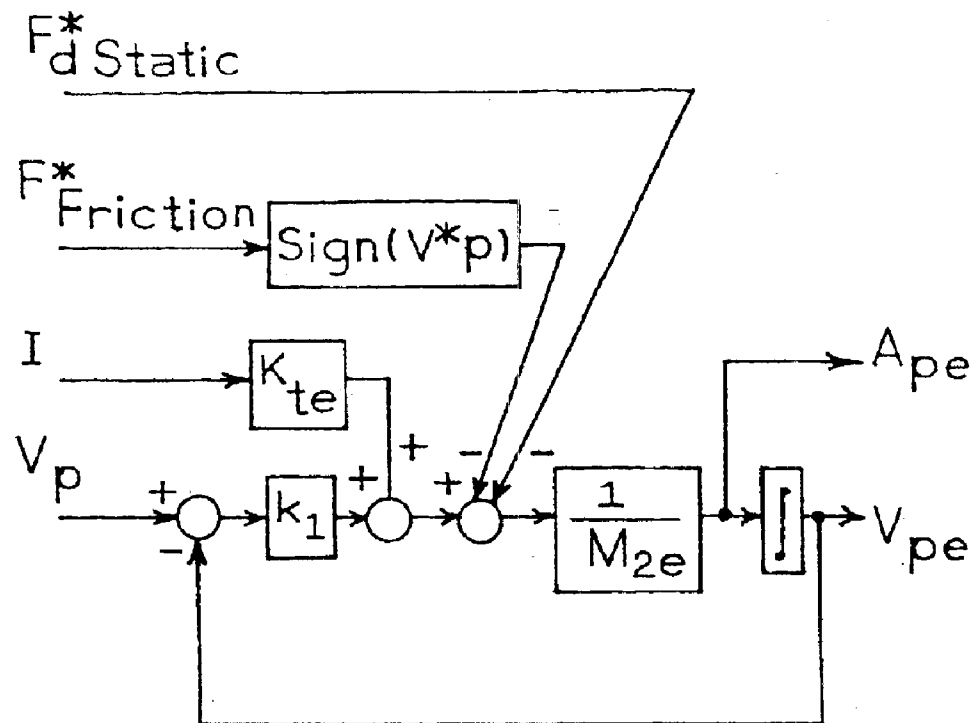 F*d Static
F*Friction
Sign(V*p)
I
Kte
Ape
Vp
+
-
k1
+
+
+
-
-
1
M2e
∫
Vpe